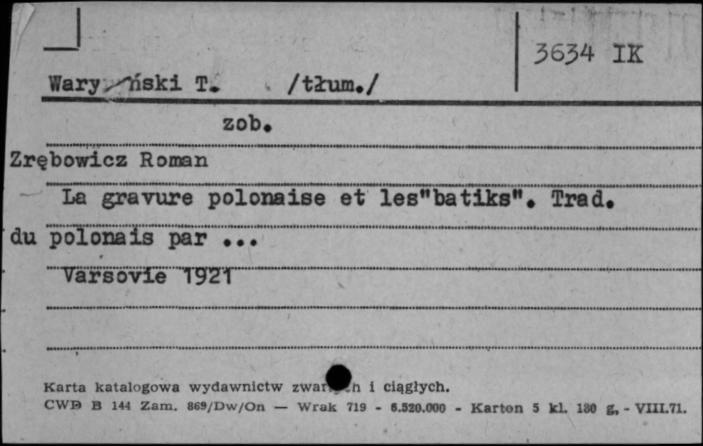 3634 IK
Wary ński T. /tłum./
zob.
Zrębowicz Roman
La gravure polonaise et les"batiks". Trad.
du polonais par ...
Varsovie 1921
Karta katalogowa wydawnictw i ciągłych.
CWD B 144 Zam. 869/Dw/On — Wrak 719 - 6.520.000 - Karton 5 kl. 180 g, - VIII.71.